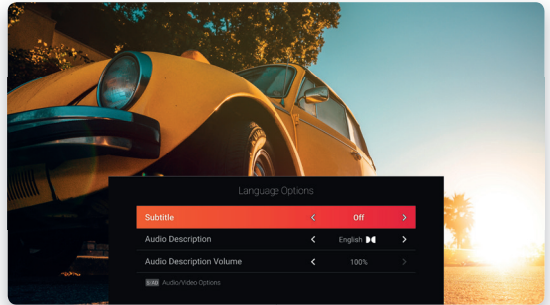 Language Options
Subtitle < Off >
Audio Description < English >
Audio Description Volume < 100% >
Audio/Video Options